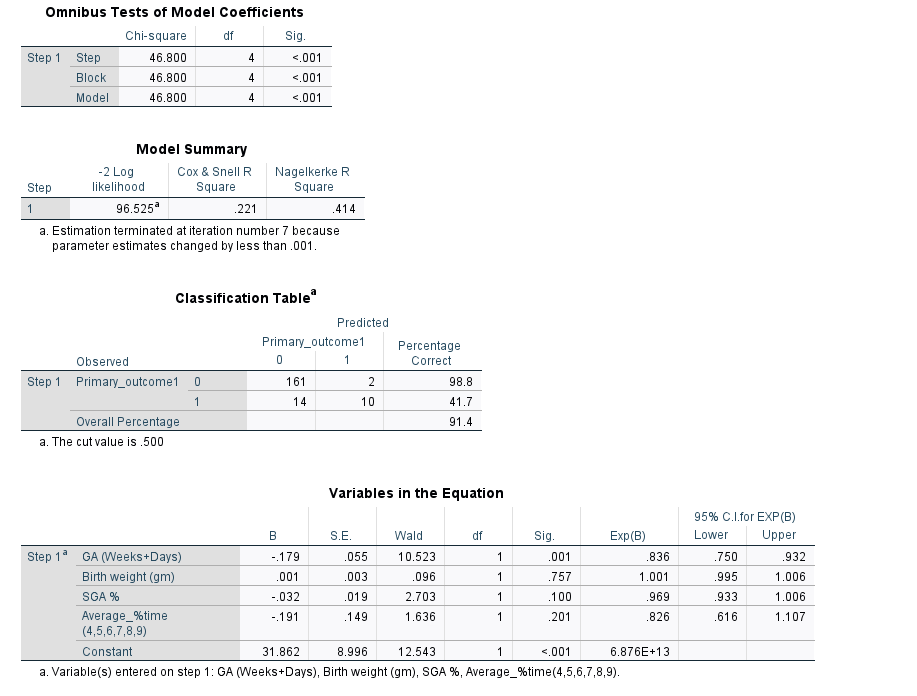 Omnibus Tests of Model Coefficients
Chi-square df Sig.
Step 1 Step 46.800 4 <.001
Block 46.800 4 <.001
Model 46.800 4 <.001
Model Summary
Step -2 Log likelihood Cox & Snell R Square Nagelkerke R Square
1 96.525a .221 .414
a. Estimation terminated at iteration number 7 because
parameter estimates changed by less than .001.
Classification Tablea
Predicted
Primary_outcome1 Percentage Correct
Observed 0 1
Step 1 Primary_outcome1 0 161 2 98.8
1 14 10 41.7
Overall Percentage 91.4
a. The cut value is .500
Variables in the Equation
95% C.I.for EXP(B)
B S.E. Wald df Sig. Exp(B) Lower Upper
Step 1a GA (Weeks+Days) -.179 .055 10.523 1 .001 .836 .750 .932
Birth weight (gm) .001 .003 .096 1 .757 1.001 .995 1.006
SGA % -.032 .019 2.703 1 .100 .969 .933 1.006
Average_%time -.191 .149 1.636 1 .201 .826 .616 1.107
(4,5,6,7,8,9)
Constant 31.862 8.996 12.543 1 <.001 6.876E+13
a. Variable(s) entered on step 1: GA (Weeks+Days), Birth weight (gm), SGA %, Average_%time(4,5,6,7,8,9).